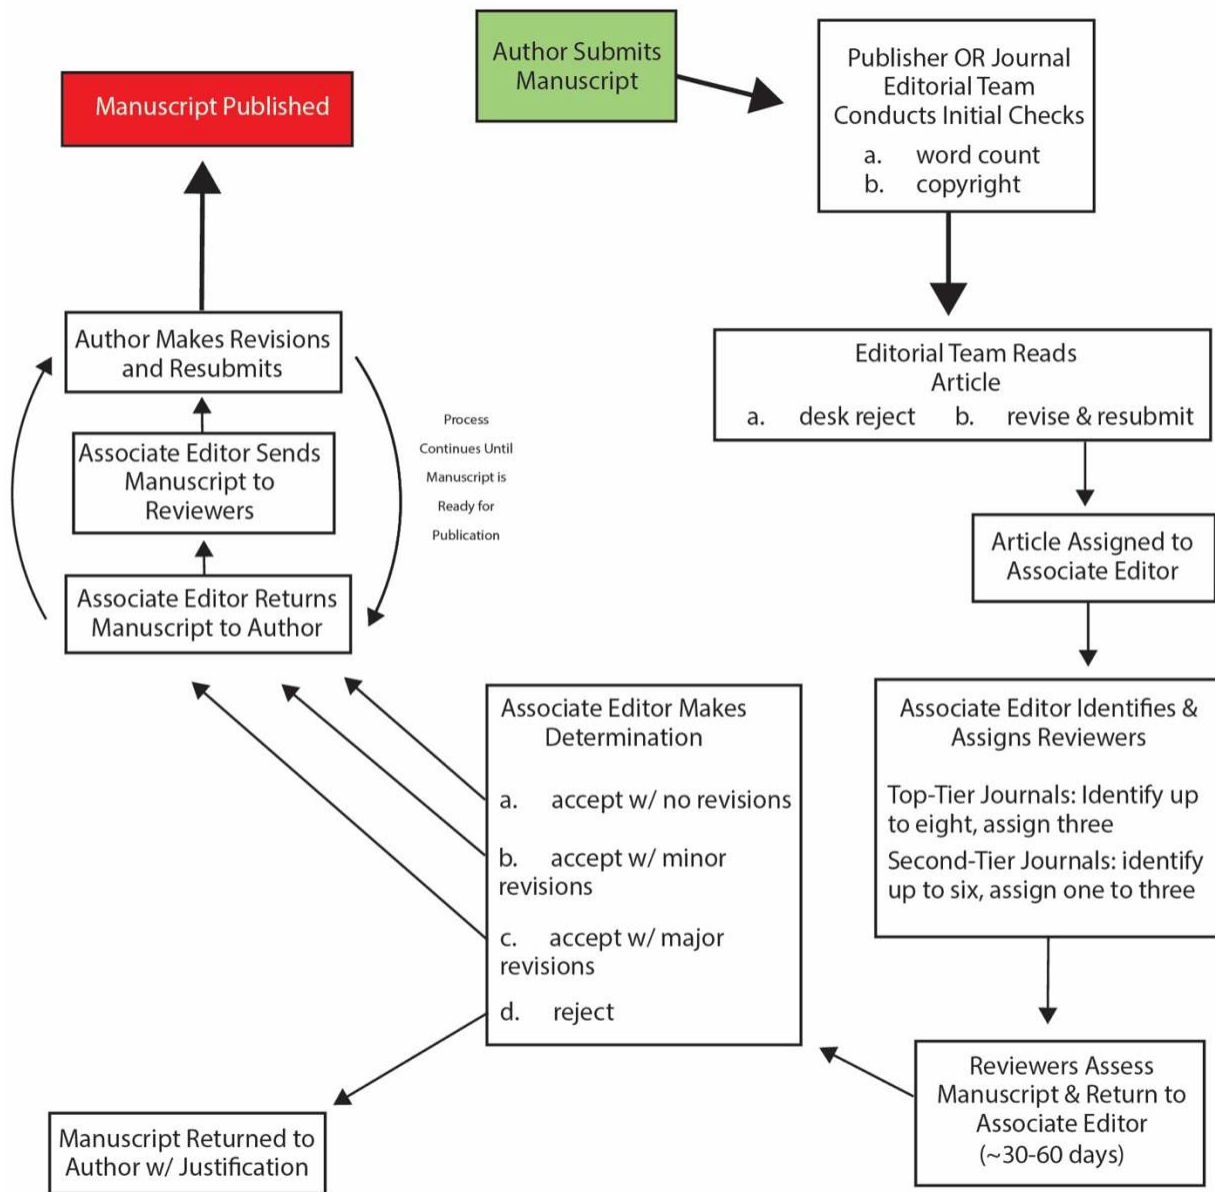 Author Submits
Manuscript
Publisher OR Journal
Editorial Team
Conducts Initial Checks
a. word count
b. copyright
Editorial Team Reads
Article
a. desk reject b. revise & resubmit
Article Assigned to
Associate Editor
Associate Editor Identifies &
Assigns Reviewers
Top-Tier Journals: Identify up
to eight, assign three
Second-Tier Journals: identify
up to six, assign one to three
Reviewers Assess
Manuscript & Return to
Associate Editor
(~30-60 days)
Associate Editor Makes
Determination
a. accept w/ no revisions
b. accept w/ minor
revisions
c. accept w/ major
revisions
d. reject
Manuscript Returned to
Author w/ Justification
Associate Editor Returns
Manuscript to Author
Associate Editor Sends
Manuscript to
Reviewers
Author Makes Revisions
and Resubmits
Process
Continues Until
Manuscript is
Ready for
Publication
Manuscript Published